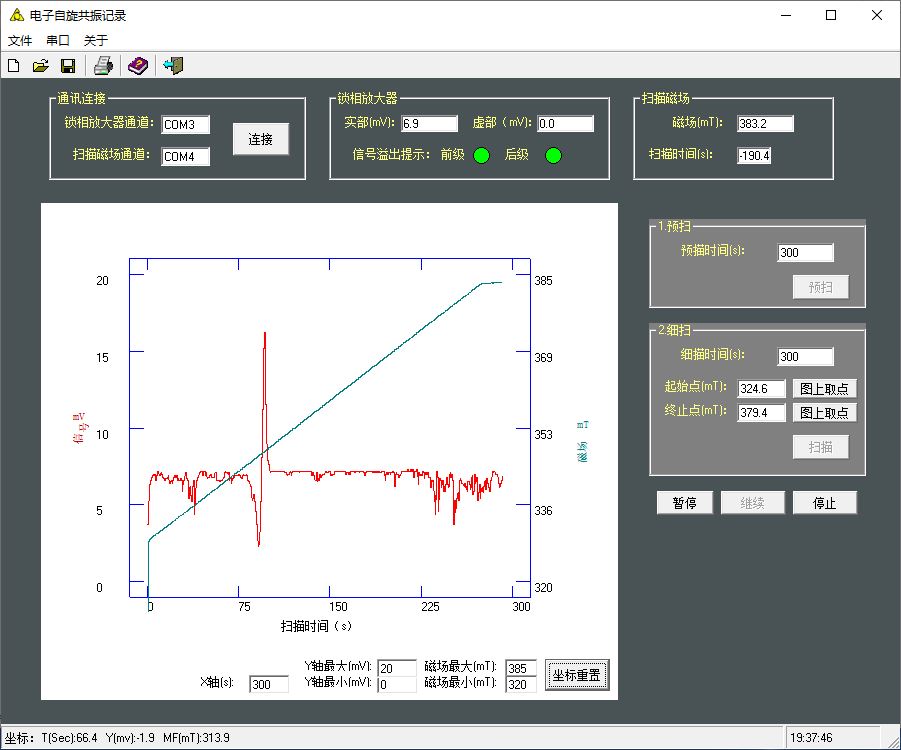 电子自旋共振记录
文件 串口 关于
通讯连接
锁相放大器通道: COM3
扫描磁场通道: COM4
连接
锁相放大器
实部(mV): 6.9 虚部(mV): 0.0
信号溢出提示: 前级 后级
扫描磁场
磁场(mT): 383.2
扫描时间(s): -190.4
1.预扫
预描时间(s): 300
预扫
2.细扫
细描时间(s): 300
起始点(mT): 324.6 图上取点
终止点(mT): 379.4 图上取点
扫描
暂停 继续 停止
20
15
10
5
0
信号
mV
385
369
353
336
320
mT
磁场
0 75 150 225 300
扫描时间(s)
X轴(s): 300
Y轴最大(mV): 20 磁场最大(mT): 385
Y轴最小(mV): 0 磁场最小(mT): 320
坐标重置
坐标: T(Sec):66.4 Y(mv):-1.9 MF(mT):313.9
19:37:46